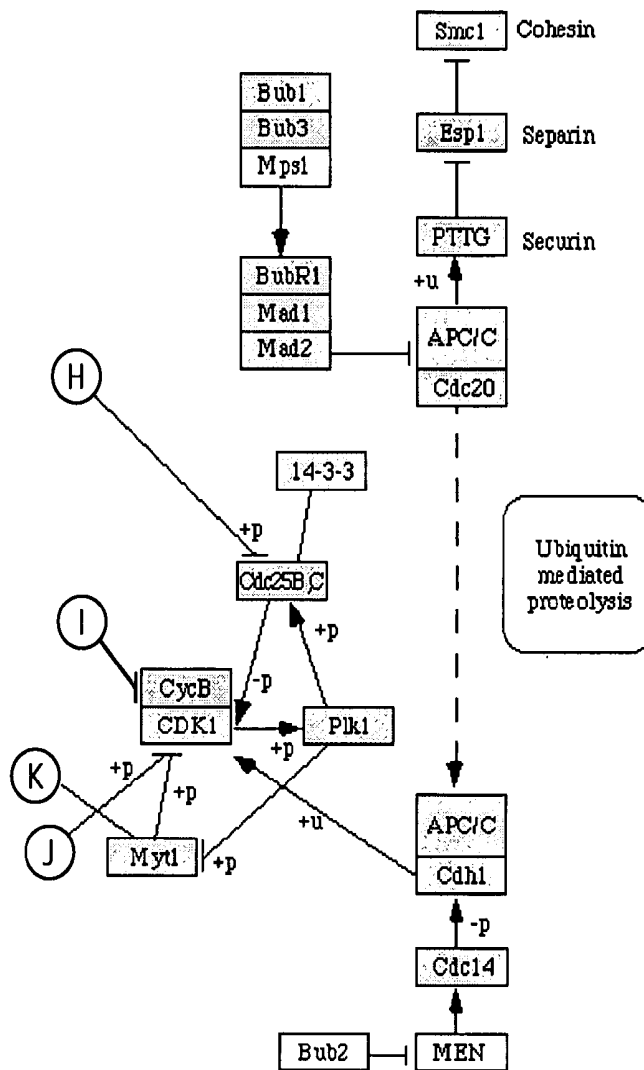 Smc1 Cohesin
Bub1
Bub3
Mps1
Esp1 Separin
PTTG Securin
+u
BubR1
Mad1
Mad2
APC/C
Cdc20
H
14-3-3
+p
Cdc25B,C
Ubiquitin
mediated
proteolysis
I
+p
-p
CycB
CDK1
Plk1
+p
K
+p
+p
J
+u
Myt1
+p
APC/C
Cdh1
-p
Cdc14
Bub2
MEN